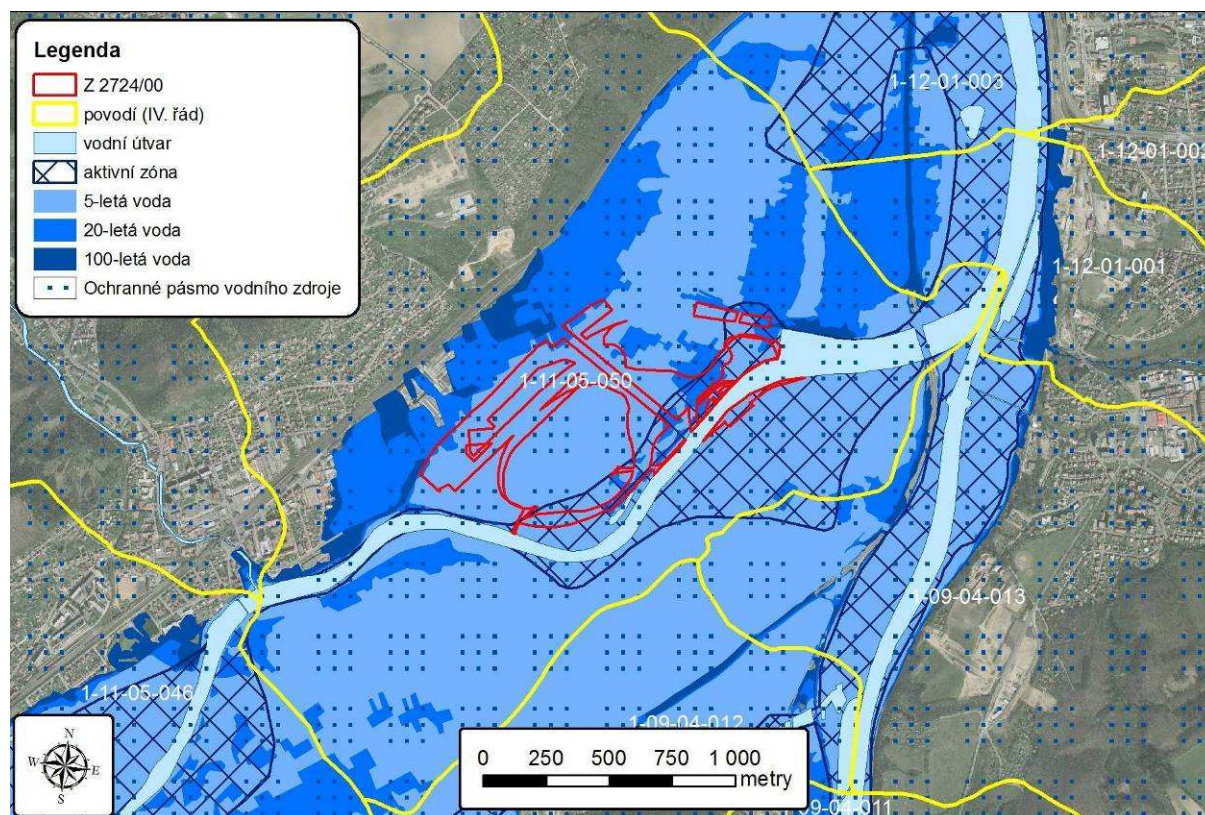 Legenda
Z 2724/00
povodí (IV. řád)
vodní útvar
aktivní zóna
5-letá voda
20-letá voda
100-letá voda
Ochranné pásmo vodního zdroje
1-12-01-003
1-12-01-002
1-12-01-001
1-11-05-050
1-09-04-013
1-11-05-046
1-09-04-012
09-04-011
N
W
E
S
0 250 500 750 1 000
metry